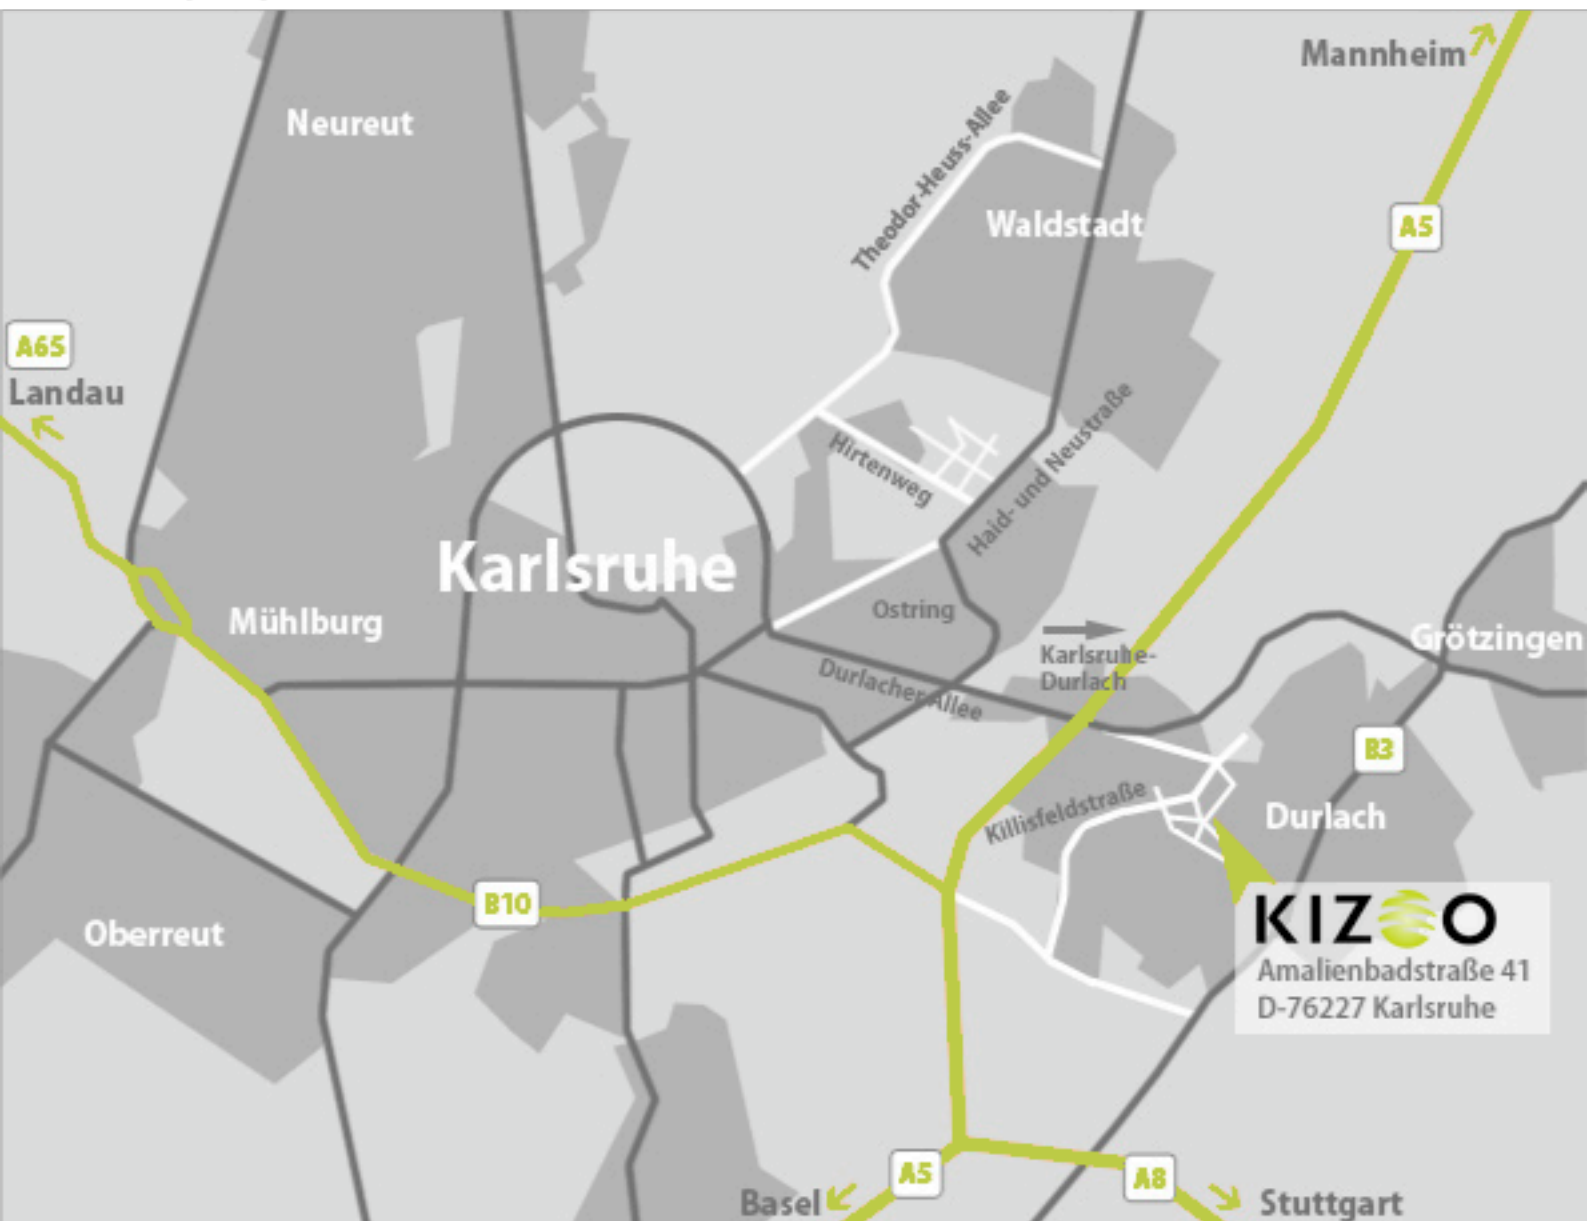 Mannheim
Neureut
Theodor-Heuss-Allee
Waldstadt
A5
A65
Landau
Hirtenweg
Haid- und Neustraße
Karlsruhe
Mühlburg
Ostring
Karlsruhe-
Durlach
Grötzingen
Durlacher Allee
B3
Killisfeldstraße
Durlach
B10
Oberreut
KIZOO
Amalienbadstraße 41
D-76227 Karlsruhe
A5
A8
Basel
Stuttgart